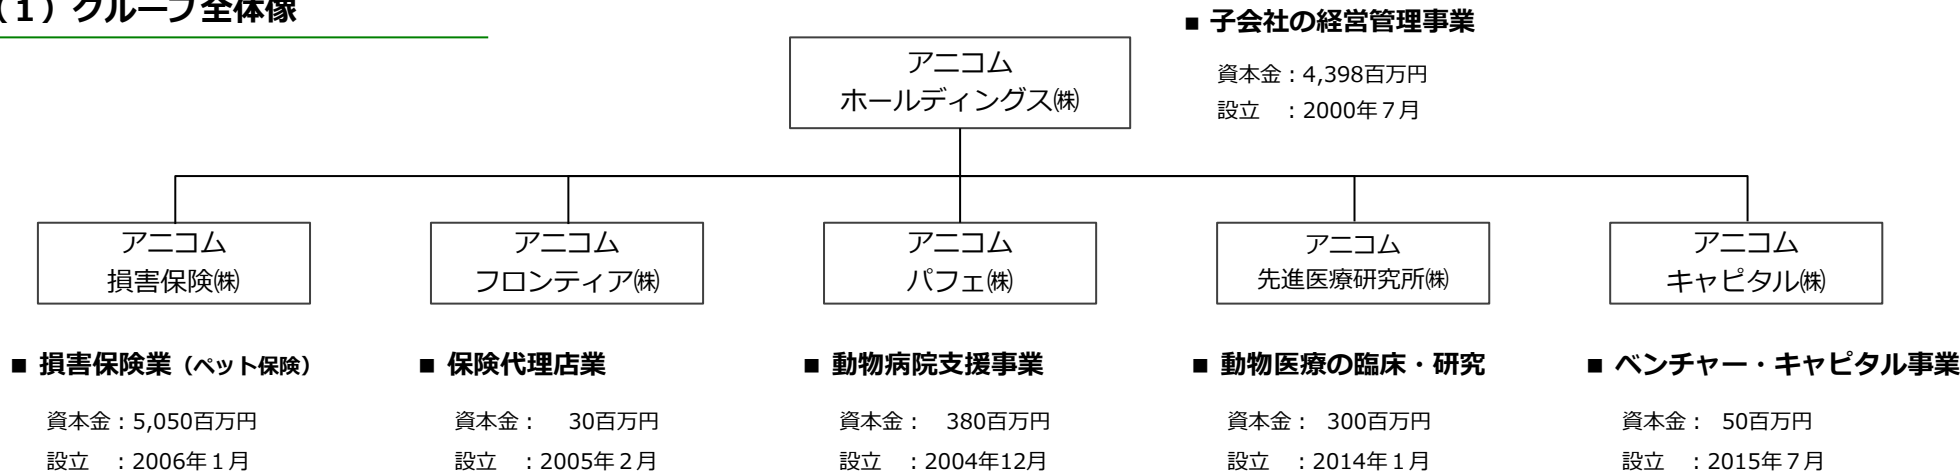 （１）グループ全体像
■ 子会社の経営管理事業
資本金：4,398百万円
設立　：2000年７月
アニコム
ホールディングス㈱
アニコム
損害保険㈱
■ 損害保険業（ペット保険）
資本金：5,050百万円
設立　：2006年１月
アニコム
フロンティア㈱
■ 保険代理店業
資本金：　30百万円
設立　：2005年２月
アニコム
パフェ㈱
■ 動物病院支援事業
資本金：　380百万円
設立　：2004年12月
アニコム
先進医療研究所㈱
■ 動物医療の臨床・研究
資本金：　300百万円
設立　：2014年１月
アニコム
キャピタル㈱
■ ベンチャー・キャピタル事業
資本金：　50百万円
設立　：2015年７月